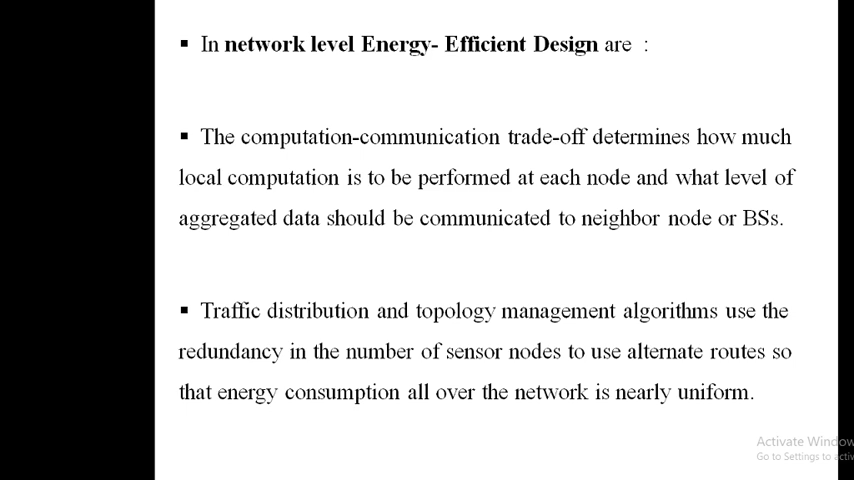 ▪ In network level Energy- Efficient Design are :
▪ The computation-communication trade-off determines how much
local computation is to be performed at each node and what level of
aggregated data should be communicated to neighbor node or BSs.
▪ Traffic distribution and topology management algorithms use the
redundancy in the number of sensor nodes to use alternate routes so
that energy consumption all over the network is nearly uniform.
Activate Window
Go to Settings to activ